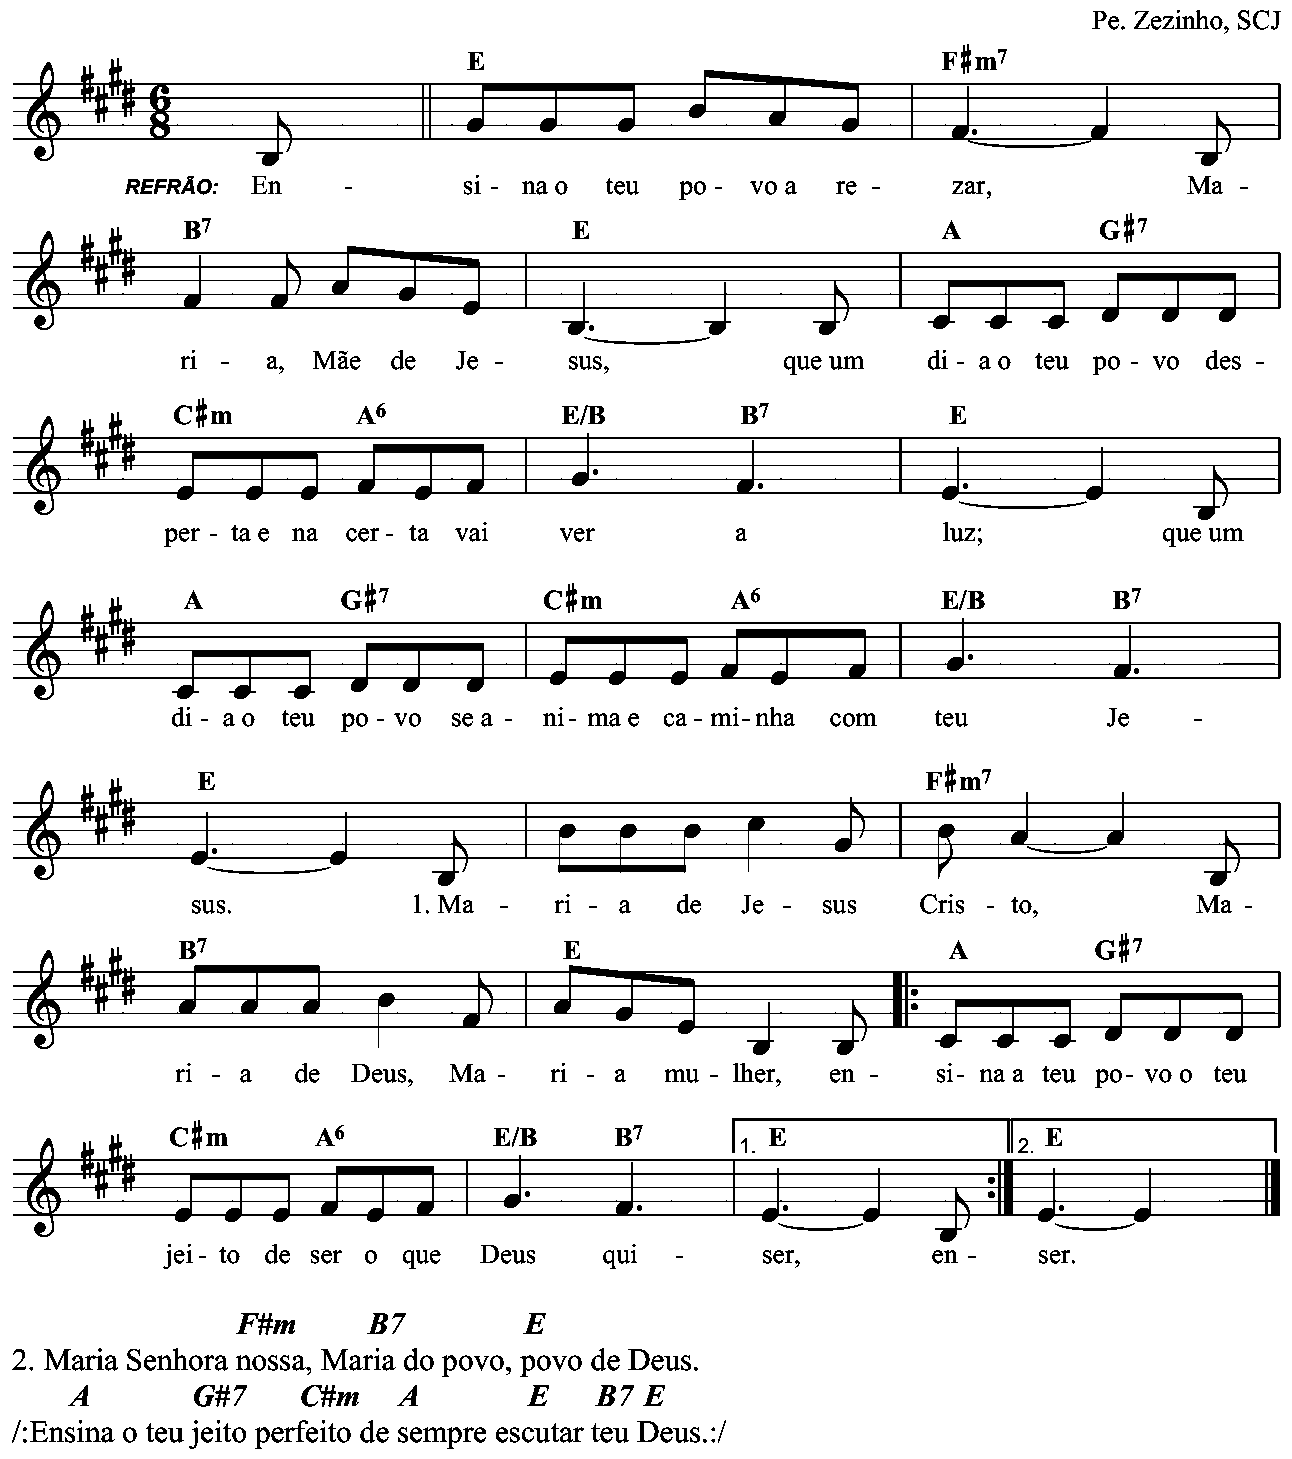 Pe. Zezinho, SCJ
E F#m7
6
8
REFRÃO: En - si - na o teu po - vo a re - zar, Ma -
B7 E A G#7
ri - a, Mãe de Je - sus, que um di - a o teu po - vo des -
C#m A6 E/B B7 E
per - ta e na cer - ta vai ver a luz; que um
A G#7 C#m A6 E/B B7
di - a o teu po - vo se a - ni - ma e ca - mi - nha com teu Je -
E F#m7
sus. 1. Ma - ri - a de Je - sus Cris - to, Ma -
B7 E A G#7
ri - a de Deus, Ma - ri - a mu - lher, en - si - na a teu po - vo o teu
C#m A6 E/B B7 1. E 2. E
jei - to de ser o que Deus qui - ser, en - ser.
F#m B7 E
2. Maria Senhora nossa, Maria do povo, povo de Deus.
A G#7 C#m A E B7 E
/:Ensina o teu jeito perfeito de sempre escutar teu Deus.:/